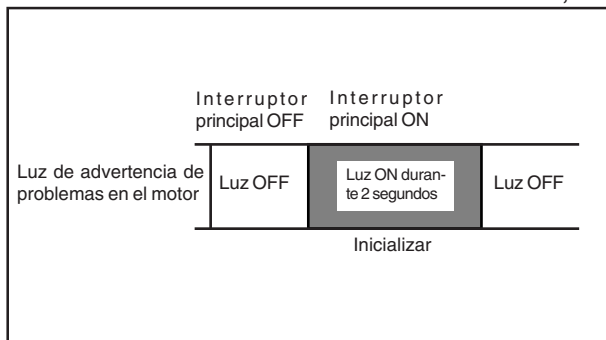 Interruptor
principal OFF
Interruptor
principal ON
Luz de advertencia de
problemas en el motor
Luz OFF
Luz ON duran-
te 2 segundos
Luz OFF
Inicializar